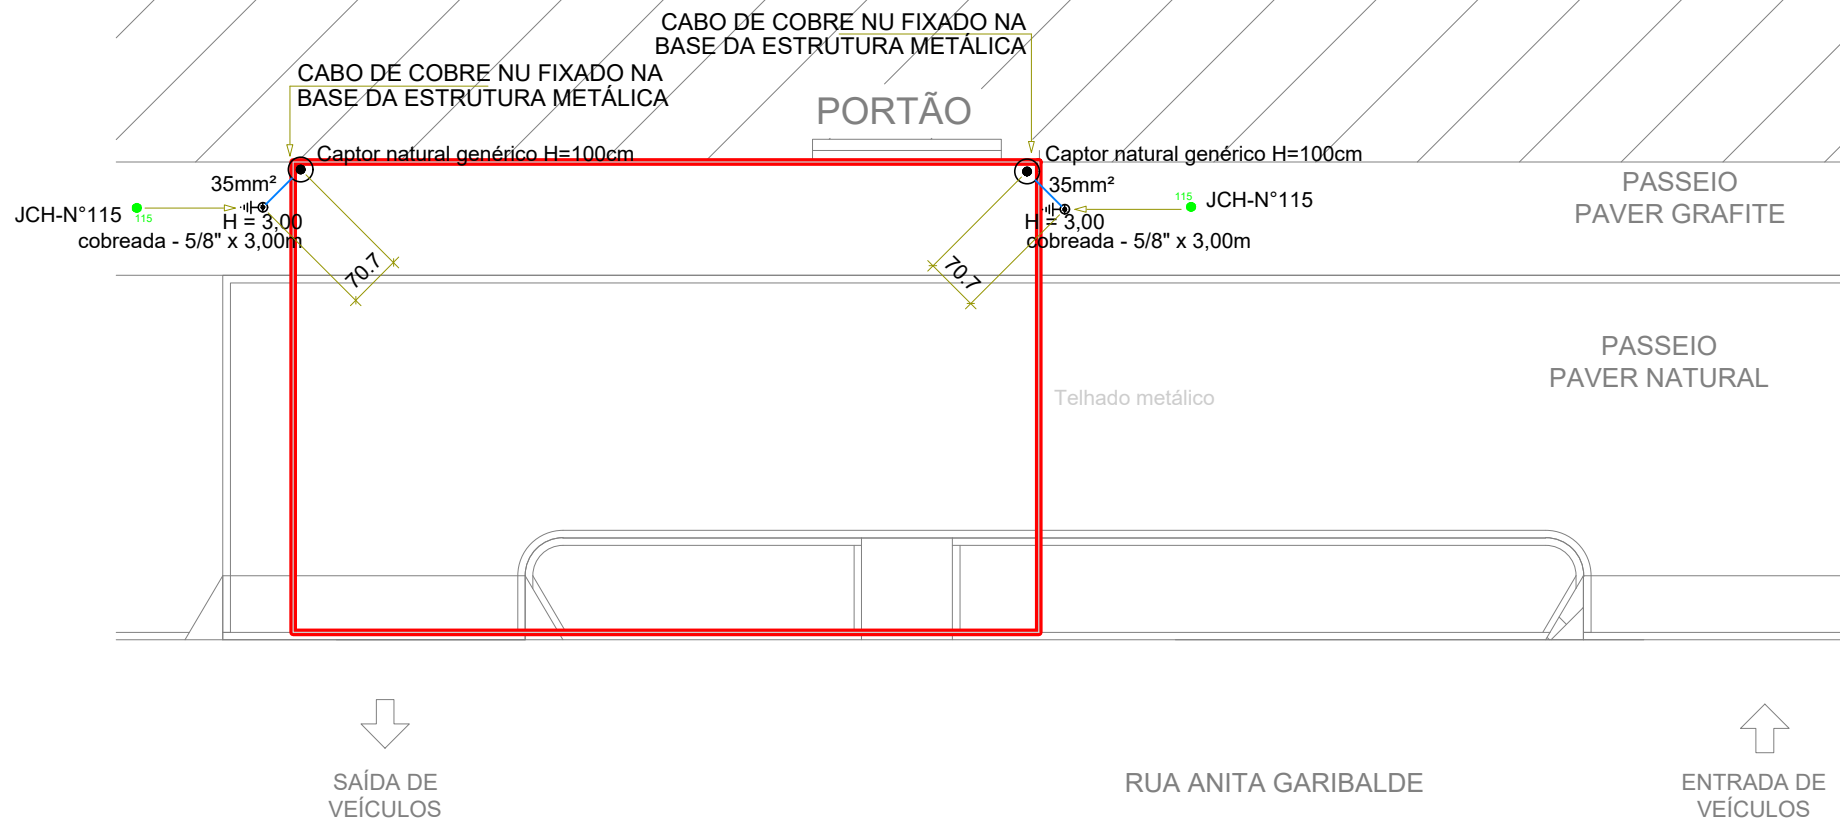 CABO DE COBRE NU FIXADO NA
BASE DA ESTRUTURA METÁLICA
CABO DE COBRE NU FIXADO NA
BASE DA ESTRUTURA METÁLICA
PORTÃO
Captor natural genérico H=100cm
Captor natural genérico H=100cm
35mm²
35mm²
JCH-N°115
115
H = 3,00
cobreada - 5/8" x 3,00m
H = 3,00
cobreada - 5/8" x 3,00m
115
JCH-N°115
70.7
70.7
PASSEIO
PAVER GRAFITE
PASSEIO
PAVER NATURAL
Telhado metálico
SAÍDA DE
VEÍCULOS
RUA ANITA GARIBALDE
ENTRADA DE
VEÍCULOS